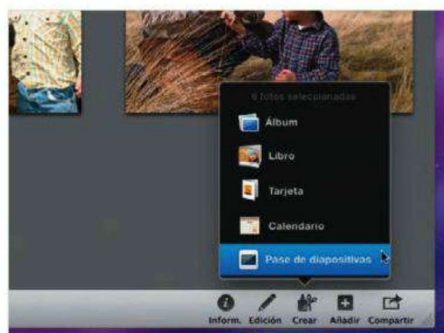 6 fotos seleccionadas
Álbum
Libro
Tarjeta
Calendario
Pase de diapositivas
Inform. Edición Crear Añadir Compartir